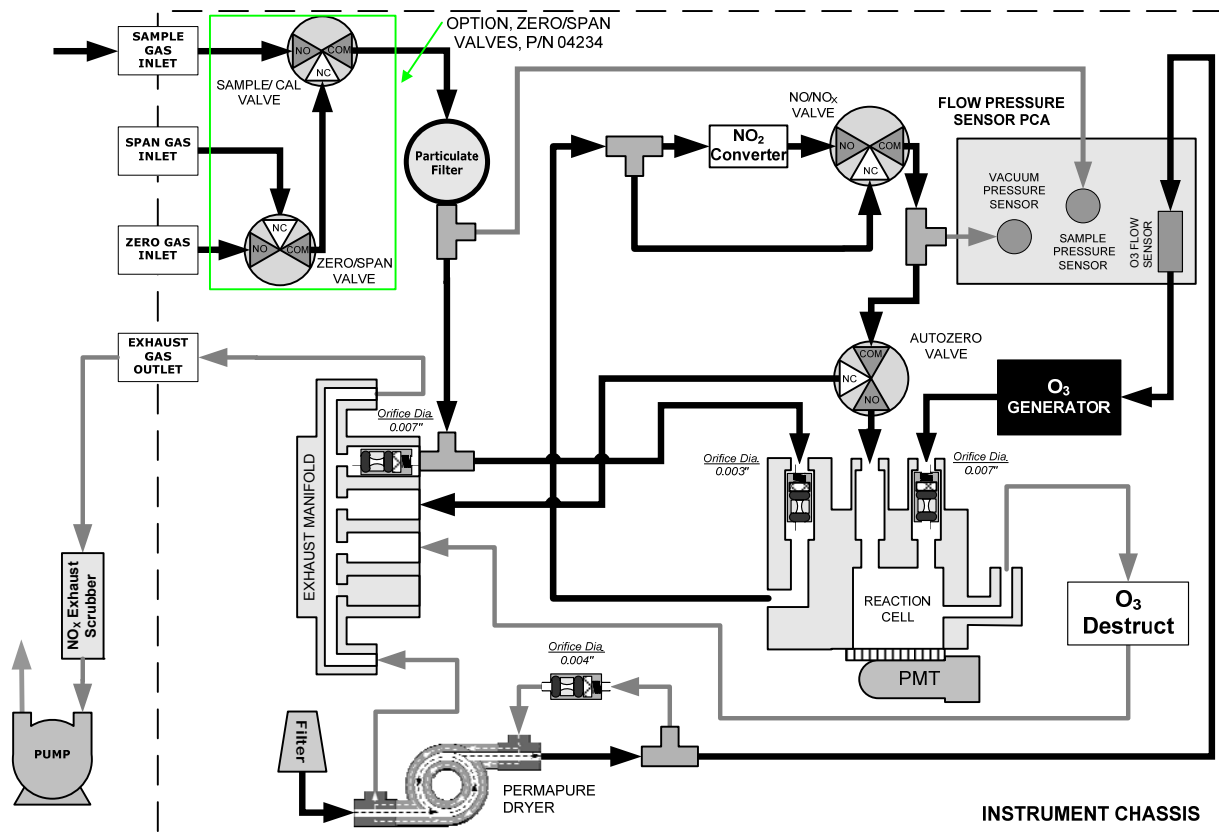 SAMPLE
GAS
INLET
NO
COM
NC
SAMPLE/ CAL
VALVE
OPTION, ZERO/SPAN
VALVES, P/N 04234
SPAN GAS
INLET
ZERO GAS
INLET
NC
NO
COM
ZERO/SPAN
VALVE
Particulate
Filter
NO/NOX
VALVE
NO2
Converter
NO
COM
NC
FLOW PRESSURE
SENSOR PCA
VACUUM
PRESSURE
SENSOR
SAMPLE
PRESSURE
SENSOR
O3 FLOW
SENSOR
EXHAUST
GAS
OUTLET
AUTOZERO
VALVE
COM
NC
NO
O3
GENERATOR
Orifice Dia.
0.007"
Orifice Dia.
0.003"
Orifice Dia.
0.007"
EXHAUST MANIFOLD
NOX Exhaust
Scrubber
REACTION
CELL
O3
Destruct
PMT
Orifice Dia.
0.004"
Filter
PUMP
PERMAPURE
DRYER
INSTRUMENT CHASSIS